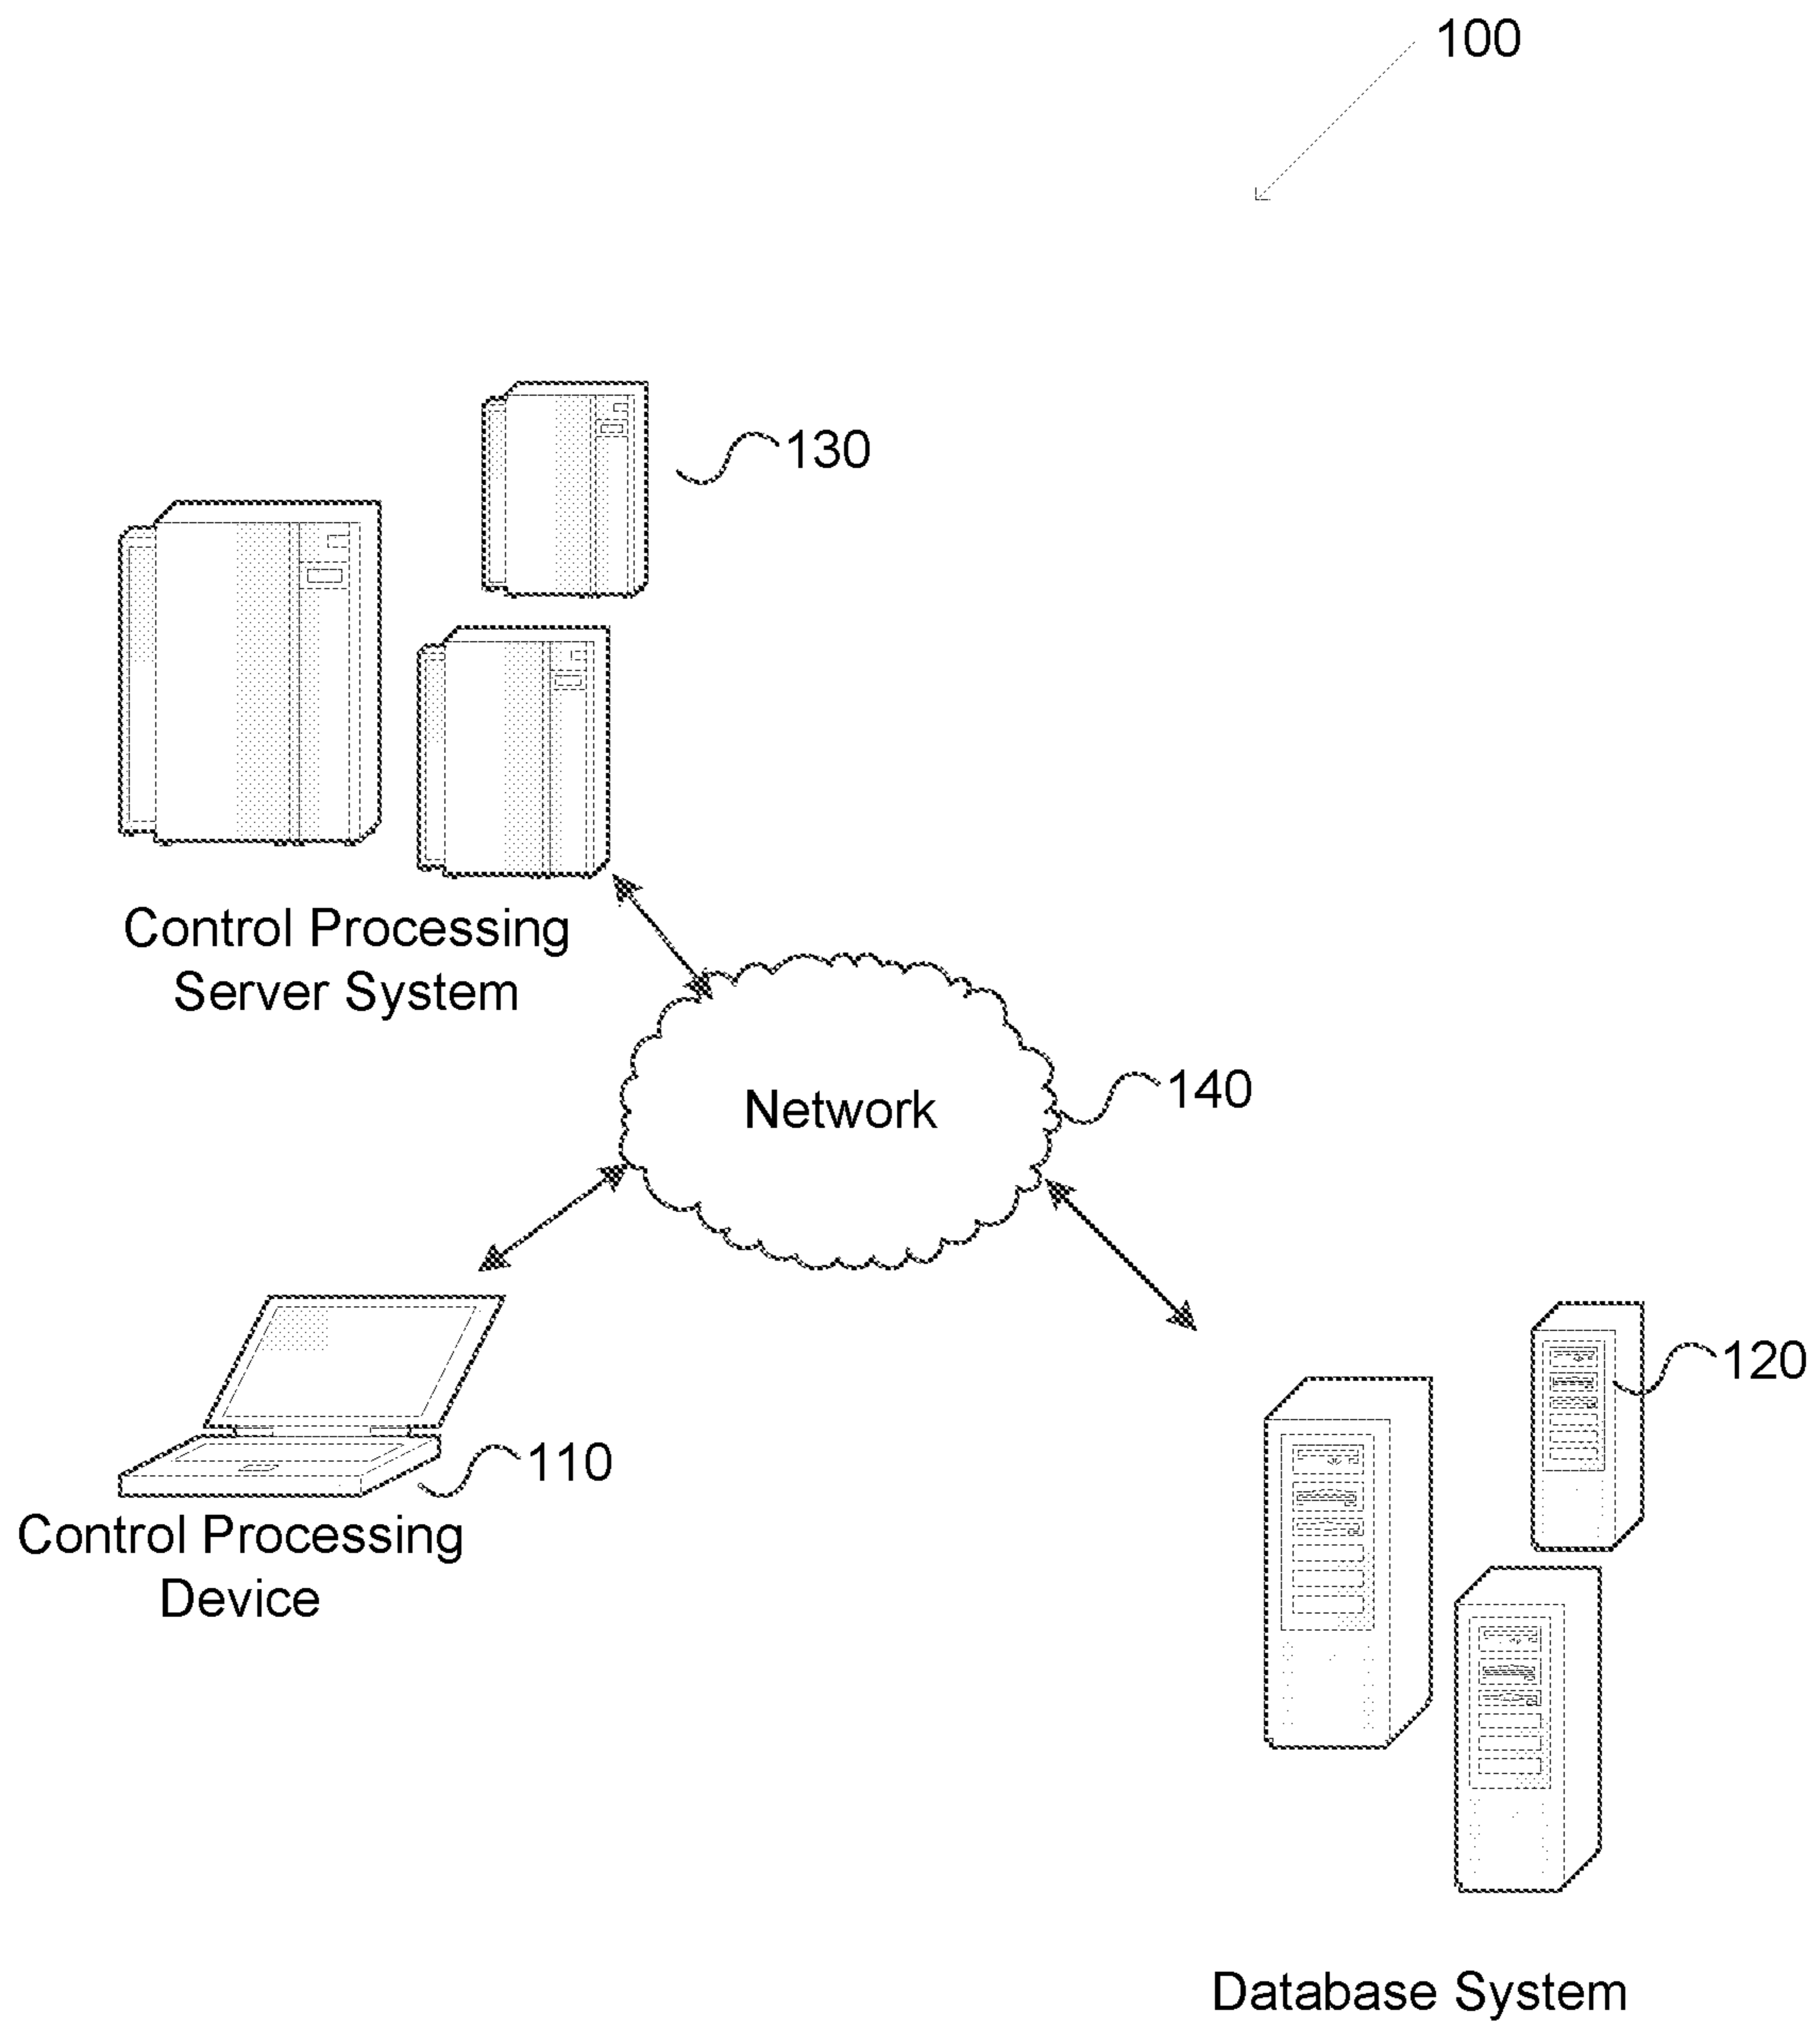 100
130
Control Processing
Server System
140
Network
120
110
Control Processing
Device
Database System